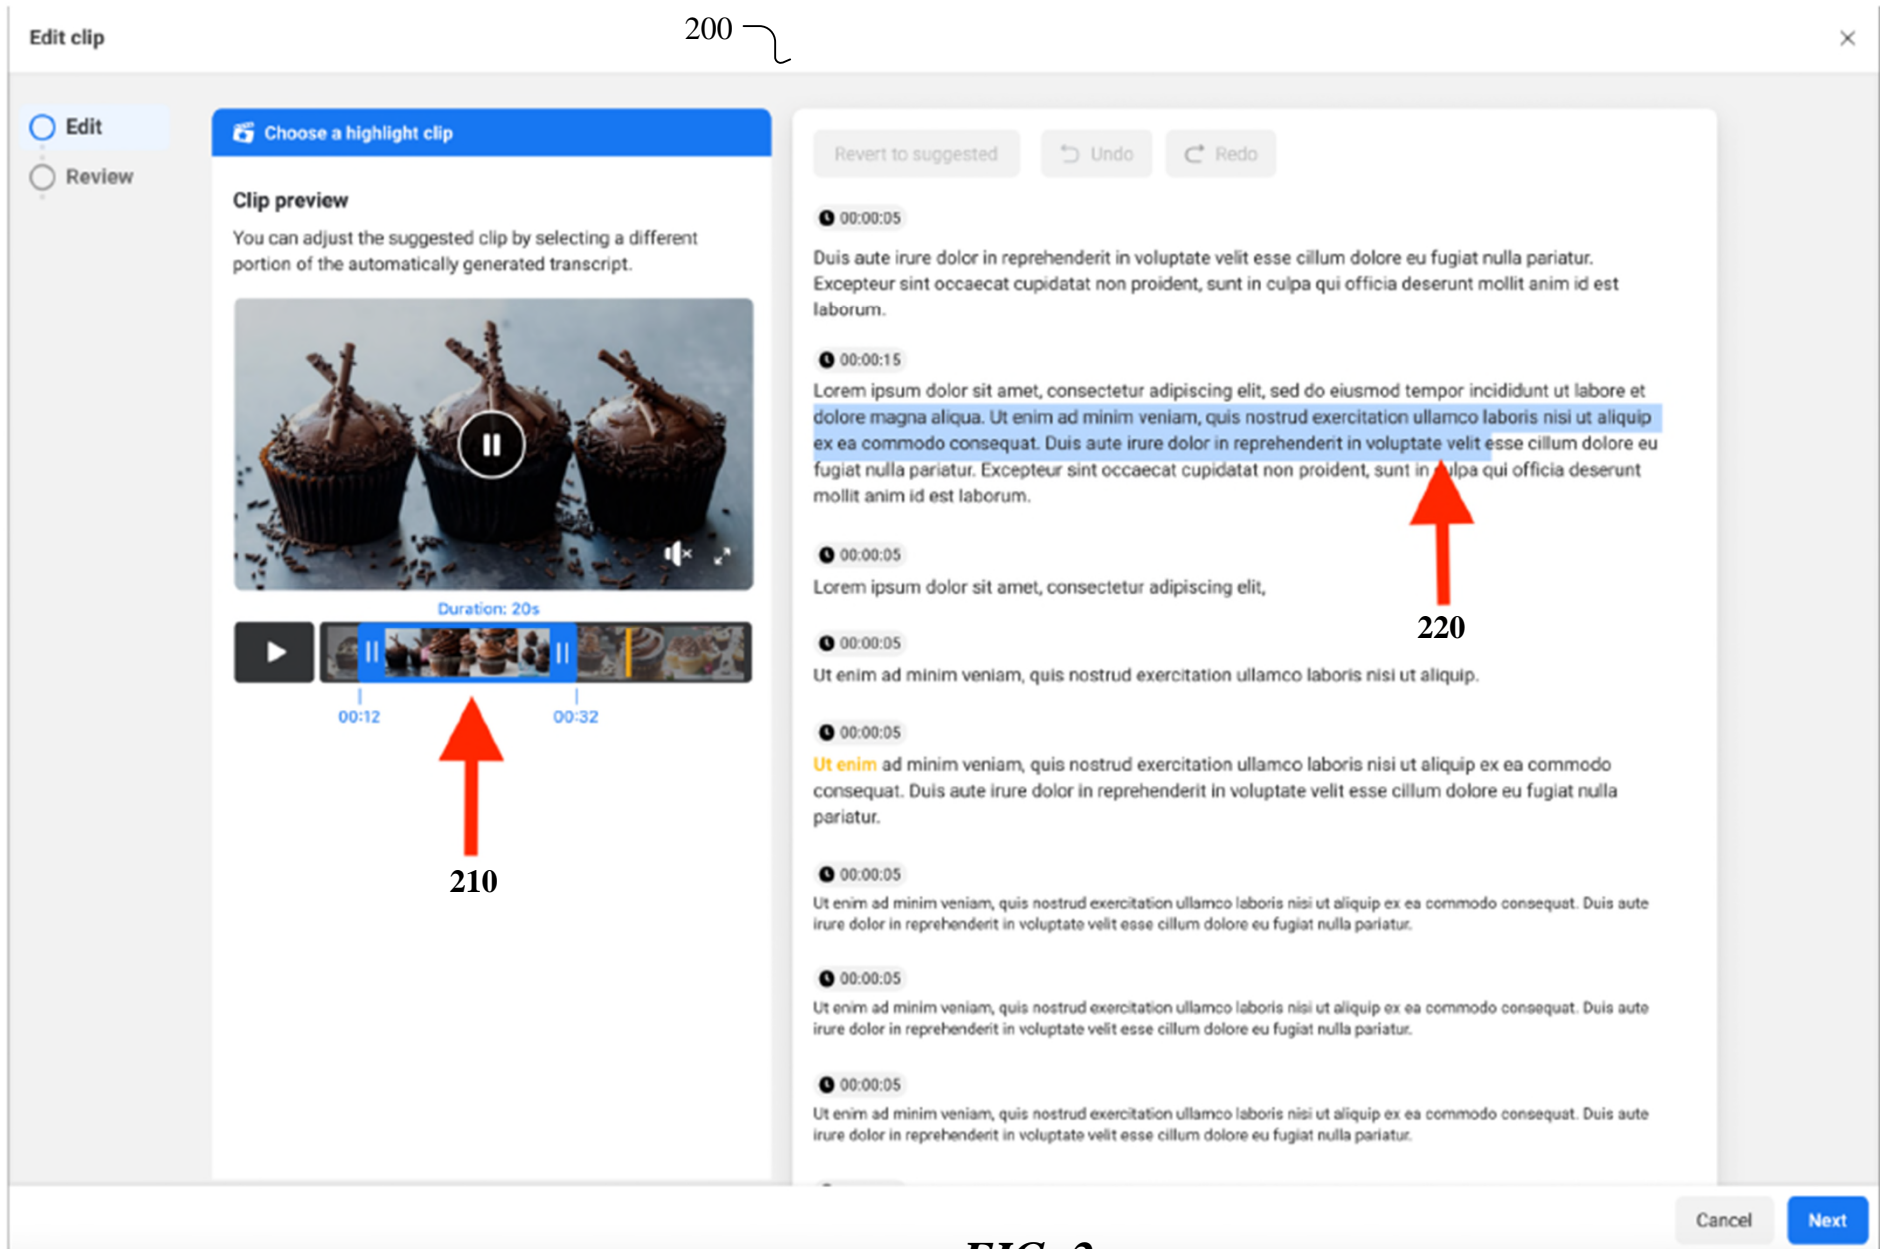 200
Edit clip
Edit
Review
Choose a highlight clip
Clip preview
You can adjust the suggested clip by selecting a different
portion of the automatically generated transcript.
Duration: 20s
00:12
00:32
210
Revert to suggested
Undo
Redo
00:00:05
Duis aute irure dolor in reprehenderit in voluptate velit esse cillum dolore eu fugiat nulla pariatur.
Excepteur sint occaecat cupidatat non proident, sunt in culpa qui officia deserunt mollit anim id est
laborum.
00:00:15
Lorem ipsum dolor sit amet, consectetur adipiscing elit, sed do eiusmod tempor incididunt ut labore et
dolore magna aliqua. Ut enim ad minim veniam, quis nostrud exercitation ullamco laboris nisi ut aliquip
ex ea commodo consequat. Duis aute irure dolor in reprehenderit in voluptate velit esse cillum dolore eu
fugiat nulla pariatur. Excepteur sint occaecat cupidatat non proident, sunt in culpa qui officia deserunt
mollit anim id est laborum.
220
00:00:05
Lorem ipsum dolor sit amet, consectetur adipiscing elit,
00:00:05
Ut enim ad minim veniam, quis nostrud exercitation ullamco laboris nisi ut aliquip.
00:00:05
Ut enim ad minim veniam, quis nostrud exercitation ullamco laboris nisi ut aliquip ex ea commodo
consequat. Duis aute irure dolor in reprehenderit in voluptate velit esse cillum dolore eu fugiat nulla
pariatur.
00:00:05
Ut enim ad minim veniam, quis nostrud exercitation ullamco laboris nisi ut aliquip ex ea commodo consequat. Duis aute
irure dolor in reprehenderit in voluptate velit esse cillum dolore eu fugiat nulla pariatur.
00:00:05
Ut enim ad minim veniam, quis nostrud exercitation ullamco laboris nisi ut aliquip ex ea commodo consequat. Duis aute
irure dolor in reprehenderit in voluptate velit esse cillum dolore eu fugiat nulla pariatur.
00:00:05
Ut enim ad minim veniam, quis nostrud exercitation ullamco laboris nisi ut aliquip ex ea commodo consequat. Duis aute
irure dolor in reprehenderit in voluptate velit esse cillum dolore eu fugiat nulla pariatur.
Cancel
Next